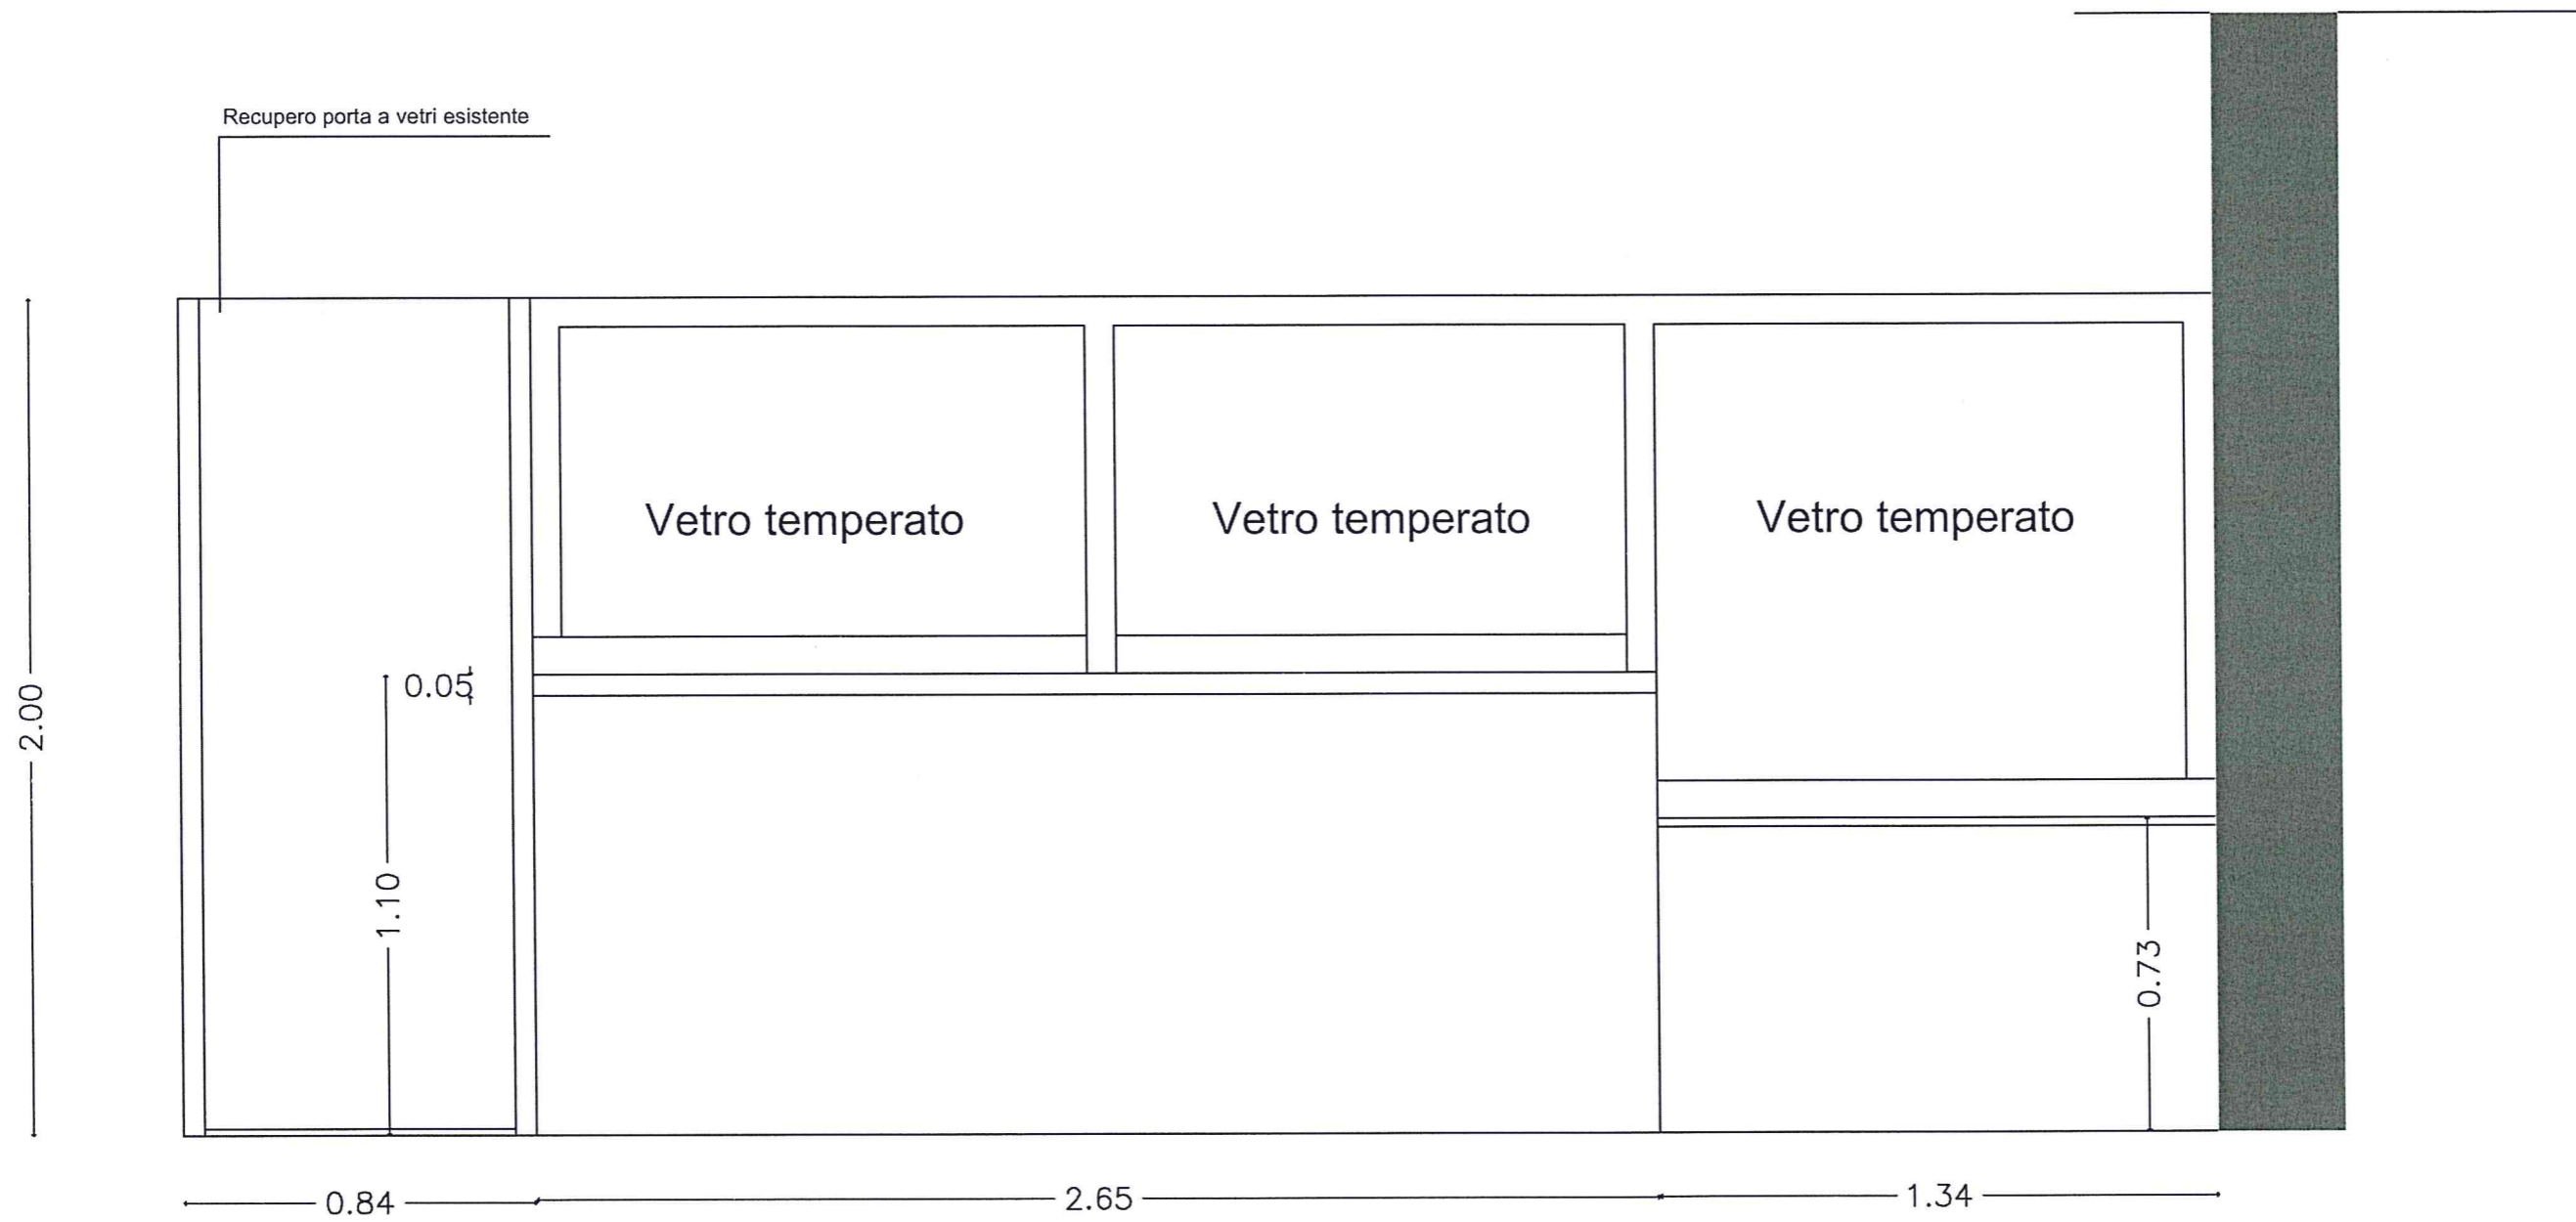 Recupero porta a vetri esistente
Vetro temperato
Vetro temperato
Vetro temperato
2.00
0.05
1.10
0.73
0.84
2.65
1.34